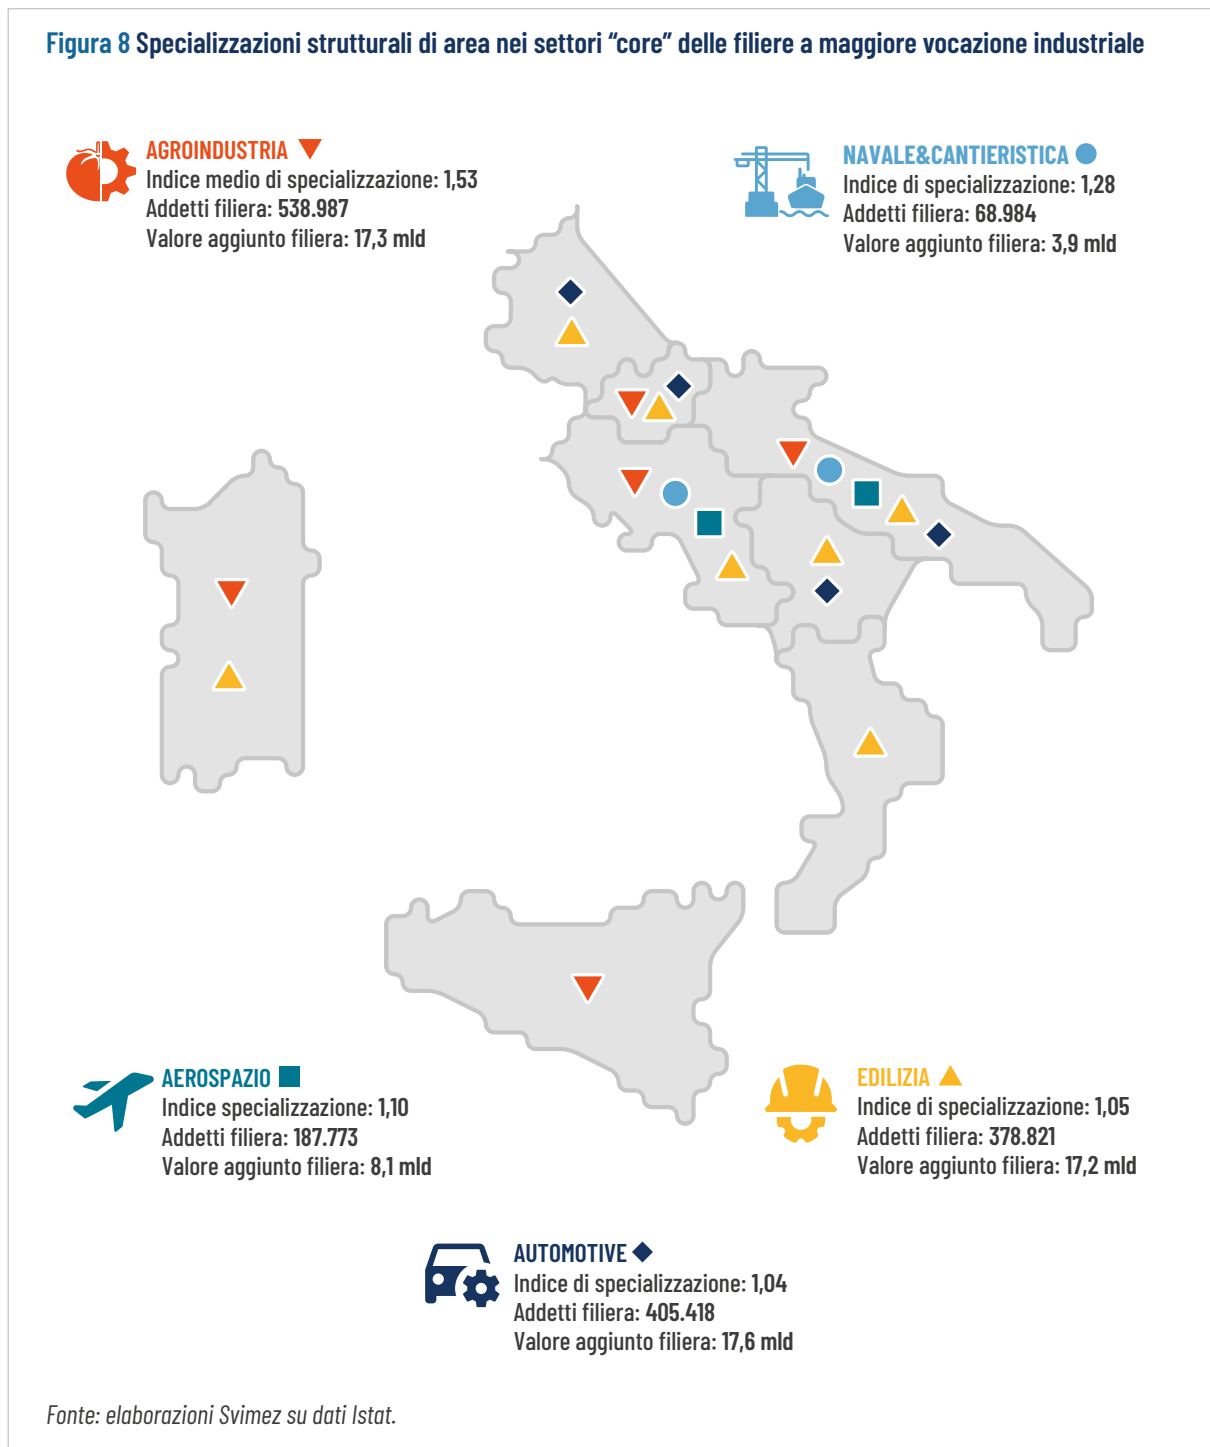 Figura 8 Specializzazioni strutturali di area nei settori “core” delle filiere a maggiore vocazione industriale
AGROINDUSTRIA
Indice medio di specializzazione: 1,53
Addetti filiera: 538.987
Valore aggiunto filiera: 17,3 mld
NAVALE&CANTIERISTICA
Indice di specializzazione: 1,28
Addetti filiera: 68.984
Valore aggiunto filiera: 3,9 mld
AEROSPAZIO
Indice specializzazione: 1,10
Addetti filiera: 187.773
Valore aggiunto filiera: 8,1 mld
EDILIZIA
Indice di specializzazione: 1,05
Addetti filiera: 378.821
Valore aggiunto filiera: 17,2 mld
AUTOMOTIVE
Indice di specializzazione: 1,04
Addetti filiera: 405.418
Valore aggiunto filiera: 17,6 mld
Fonte: elaborazioni Svimez su dati Istat.